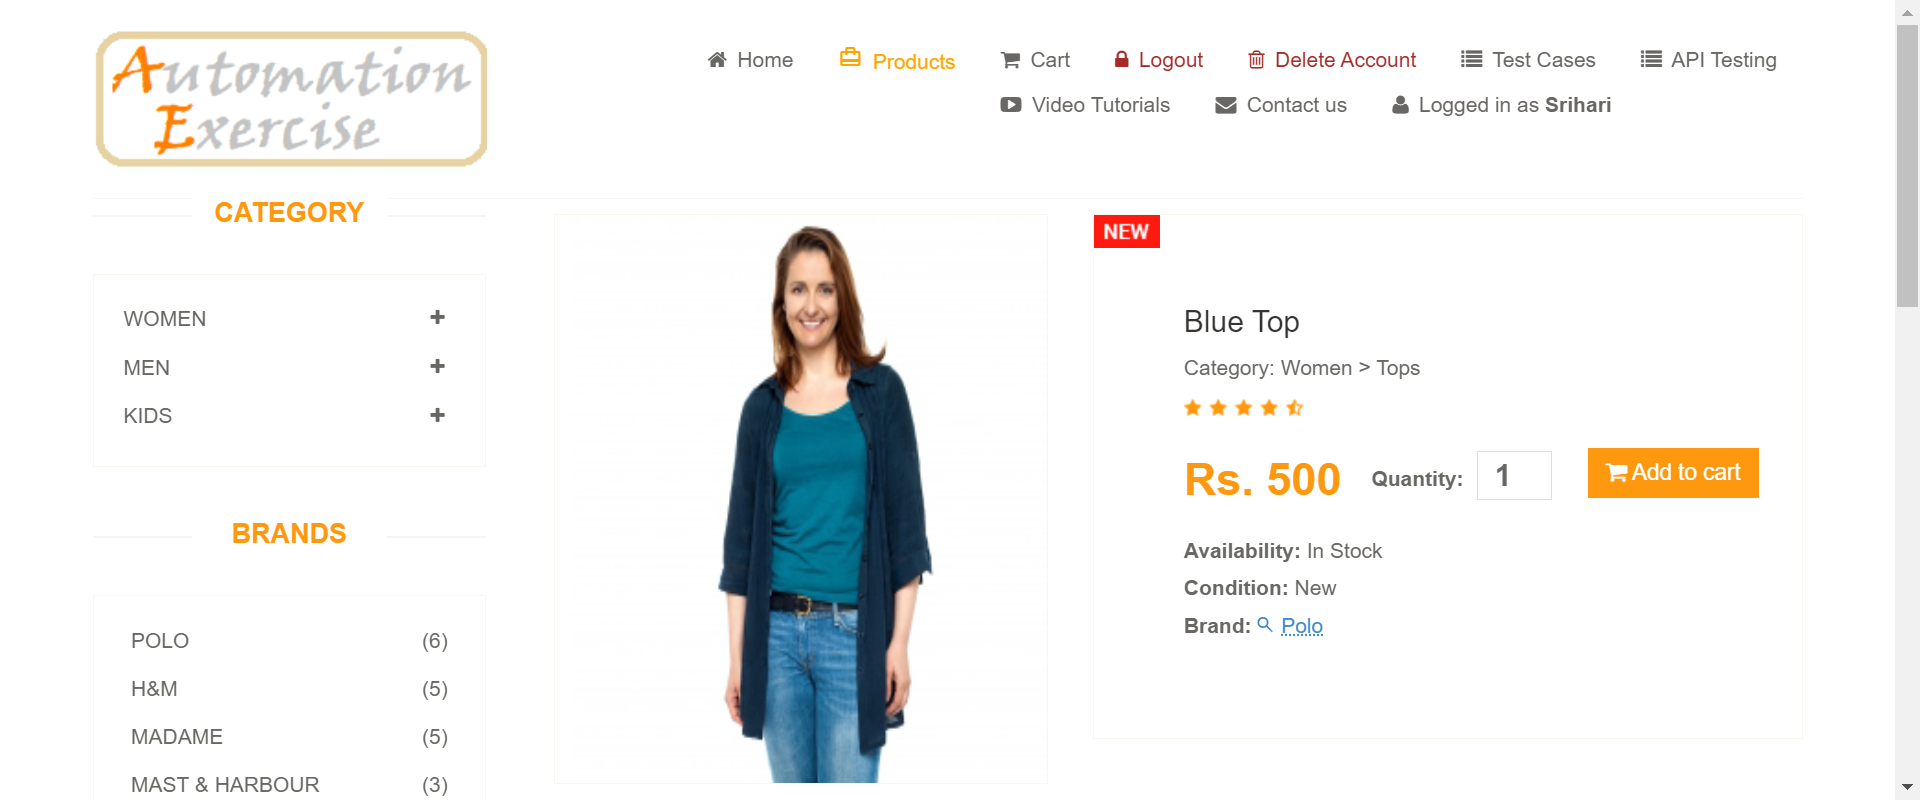 Automation
Exercise
Home
Products
Cart
Logout
Delete Account
Test Cases
API Testing
Video Tutorials
Contact us
Logged in as Srihari
CATEGORY
WOMEN
MEN
KIDS
BRANDS
POLO (6)
H&M (5)
MADAME (5)
MAST & HARBOUR (3)
NEW
Blue Top
Category: Women > Tops
Rs. 500 Quantity: 1 Add to cart
Availability: In Stock
Condition: New
Brand: Polo